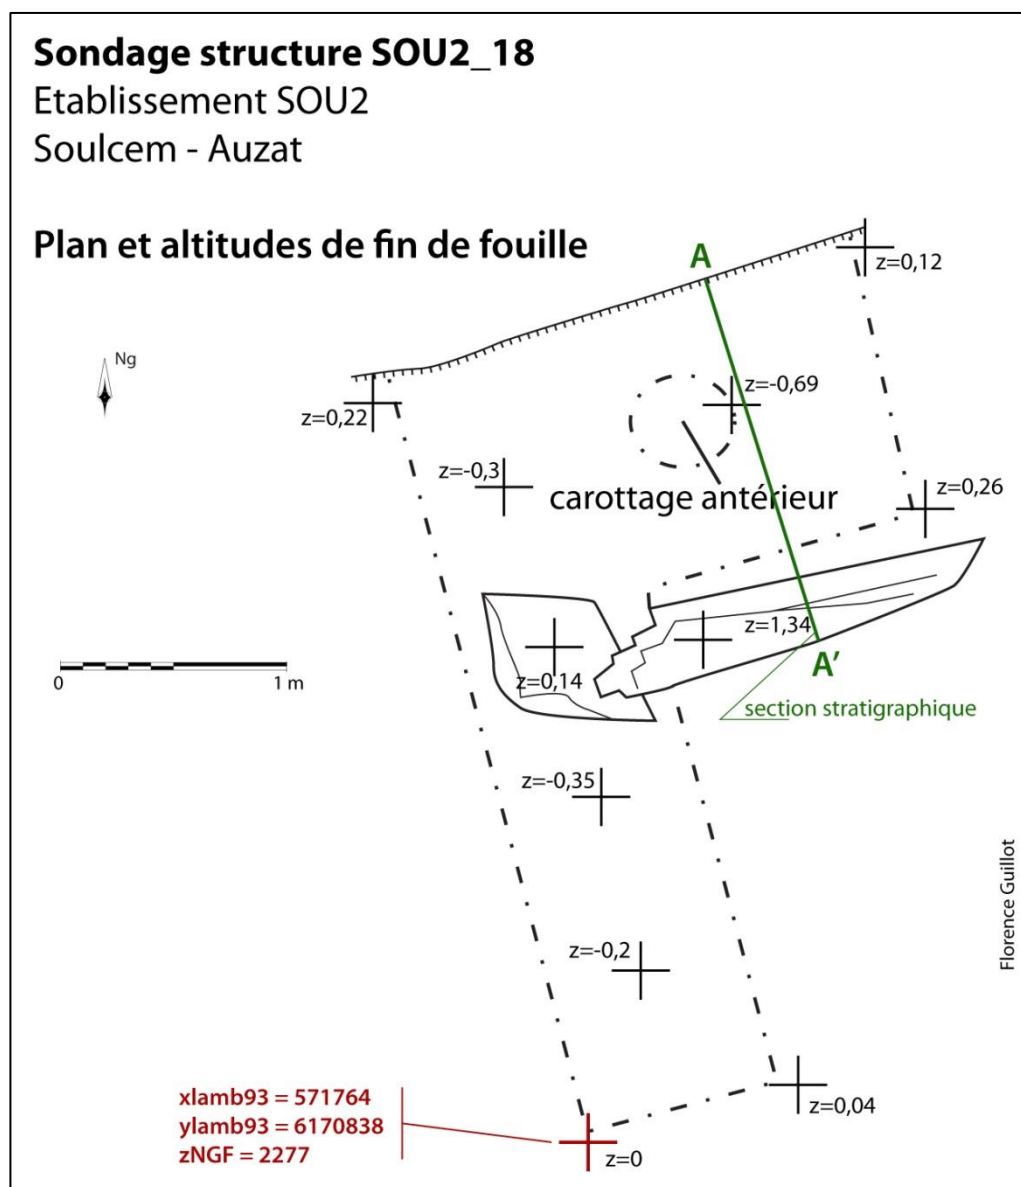 Sondage structure SOU2_18
Etablissement SOU2
Soulcem - Auzat
Plan et altitudes de fin de fouille
A
z=0,12
Ng
z=-0,69
z=0,22
z=-0,3
carottage antérieur
z=0,26
z=1,34
A’
z=0,14
0
1 m
section stratigraphique
z=-0,35
Florence Guillot
z=-0,2
xlamb93 = 571764
ylamb93 = 6170838
zNGF = 2277
z=0,04
z=0